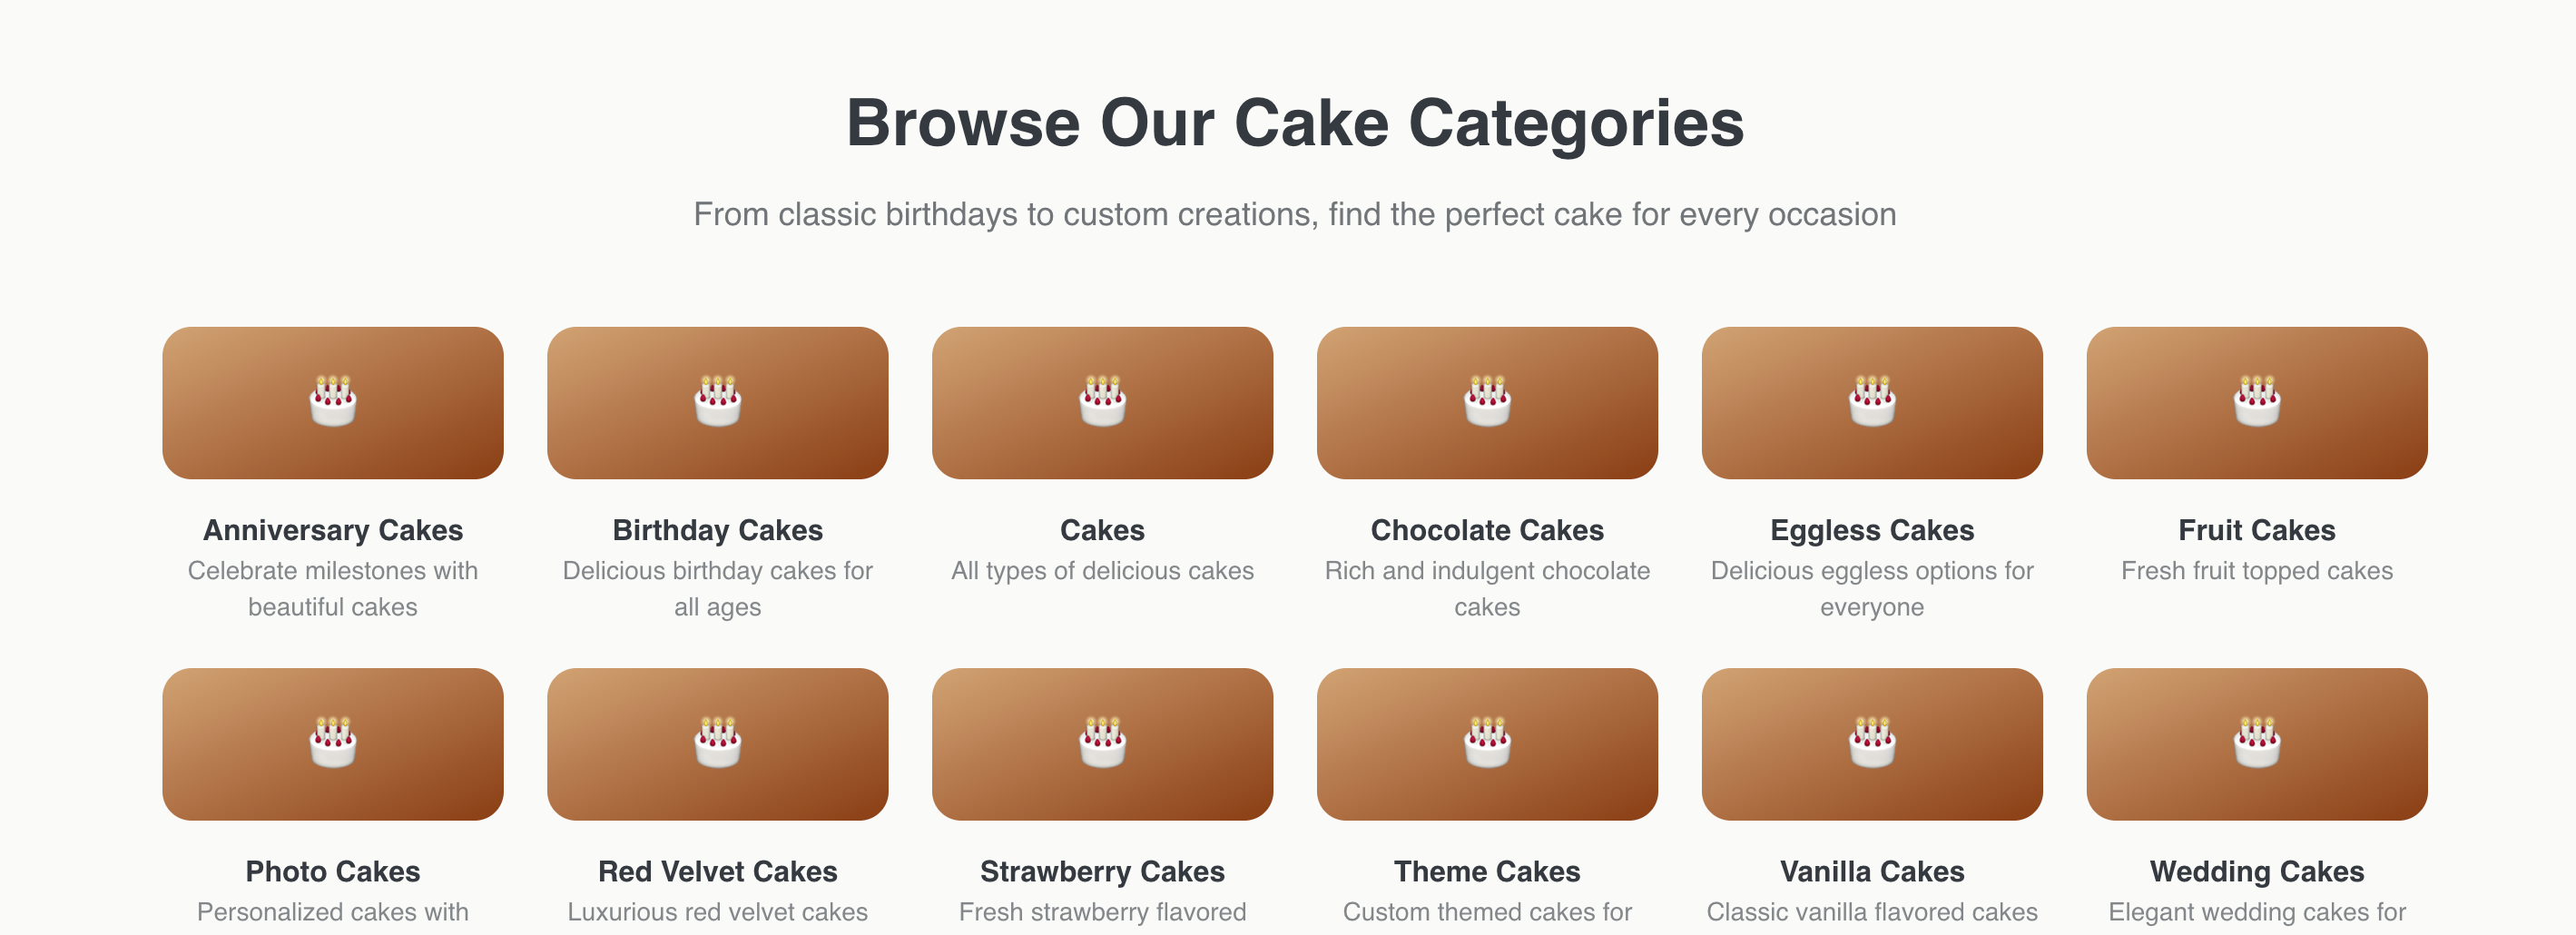 Browse Our Cake Categories
From classic birthdays to custom creations, find the perfect cake for every occasion
Anniversary Cakes
Celebrate milestones with
beautiful cakes
Birthday Cakes
Delicious birthday cakes for
all ages
Cakes
All types of delicious cakes
Chocolate Cakes
Rich and indulgent chocolate
cakes
Eggless Cakes
Delicious eggless options for
everyone
Fruit Cakes
Fresh fruit topped cakes
Photo Cakes
Personalized cakes with
Red Velvet Cakes
Luxurious red velvet cakes
Strawberry Cakes
Fresh strawberry flavored
Theme Cakes
Custom themed cakes for
Vanilla Cakes
Classic vanilla flavored cakes
Wedding Cakes
Elegant wedding cakes for